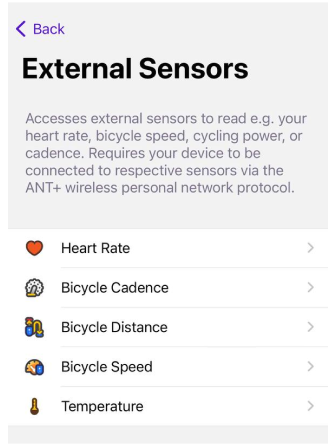 Back
External Sensors
Accesses external sensors to read e.g. your
heart rate, bicycle speed, cycling power, or
cadence. Requires your device to be
connected to respective sensors via the
ANT+ wireless personal network protocol.
Heart Rate
Bicycle Cadence
Bicycle Distance
Bicycle Speed
Temperature